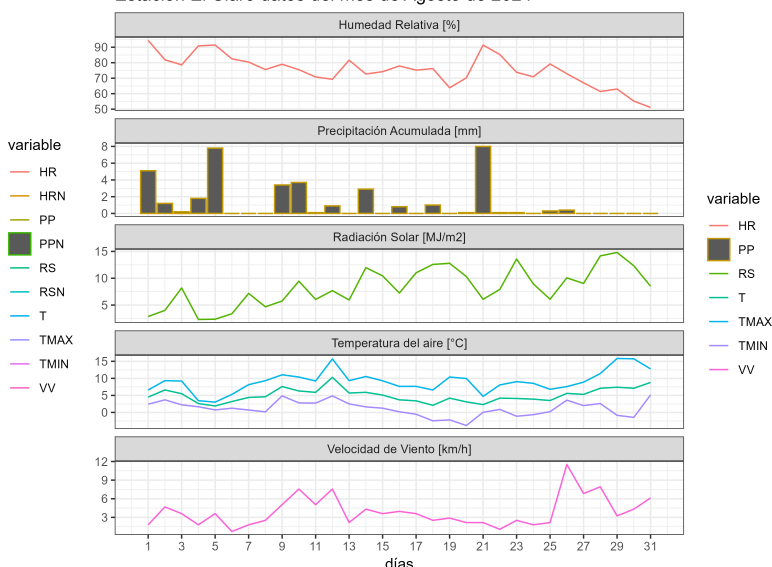 Humedad Relativa [%]
90
80
70
60
50
Precipitación Acumulada [mm]
8
6
4
2
0
Radiación Solar [MJ/m2]
15
10
5
Temperatura del aire [°C]
15
10
5
0
Velocidad de Viento [km/h]
12
9
6
3
1 3 5 7 9 11 13 15 17 19 21 23 25 27 29 31
días
variable
HR
HRN
PP
PPN
RS
RSN
T
TMAX
TMIN
VV
variable
HR
PP
RS
T
TMAX
TMIN
VV